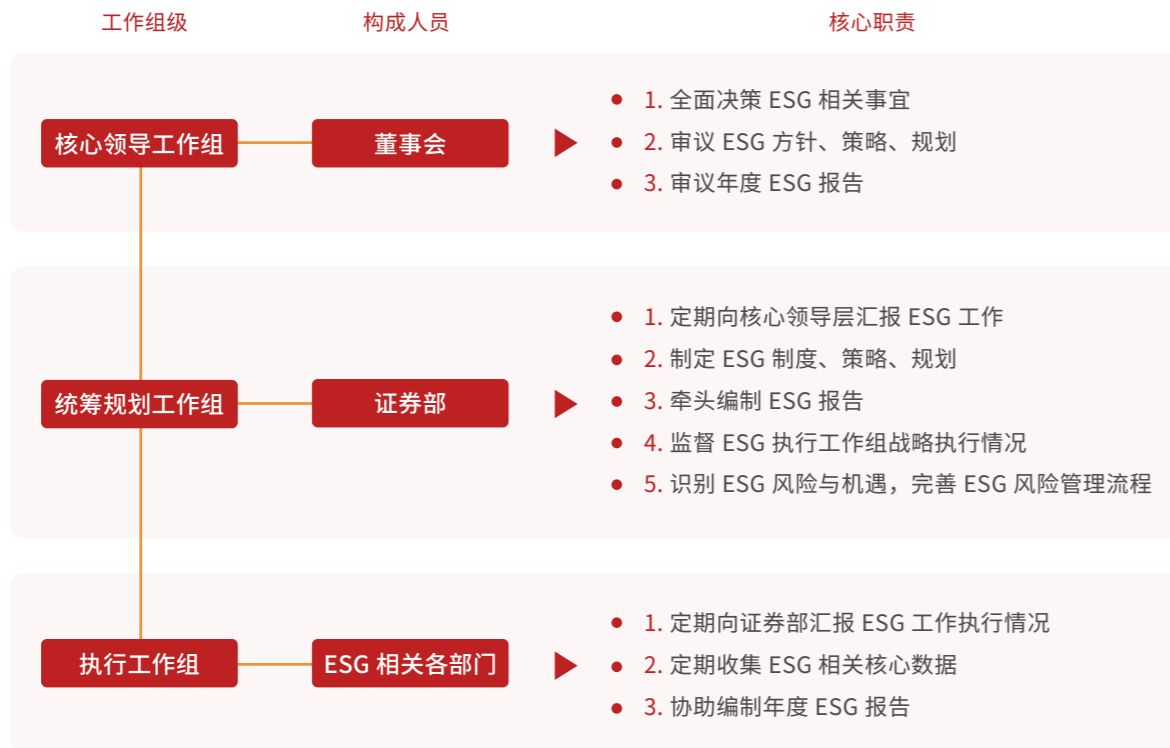 工作组级 构成人员 核心职责
核心领导工作组 董事会
1. 全面决策 ESG 相关事宜
2. 审议 ESG 方针、策略、规划
3. 审议年度 ESG 报告
统筹规划工作组 证券部
1. 定期向核心领导层汇报 ESG 工作
2. 制定 ESG 制度、策略、规划
3. 牵头编制 ESG 报告
4. 监督 ESG 执行工作组战略执行情况
5. 识别 ESG 风险与机遇，完善 ESG 风险管理流程
执行工作组 ESG 相关各部门
1. 定期向证券部汇报 ESG 工作执行情况
2. 定期收集 ESG 相关核心数据
3. 协助编制年度 ESG 报告